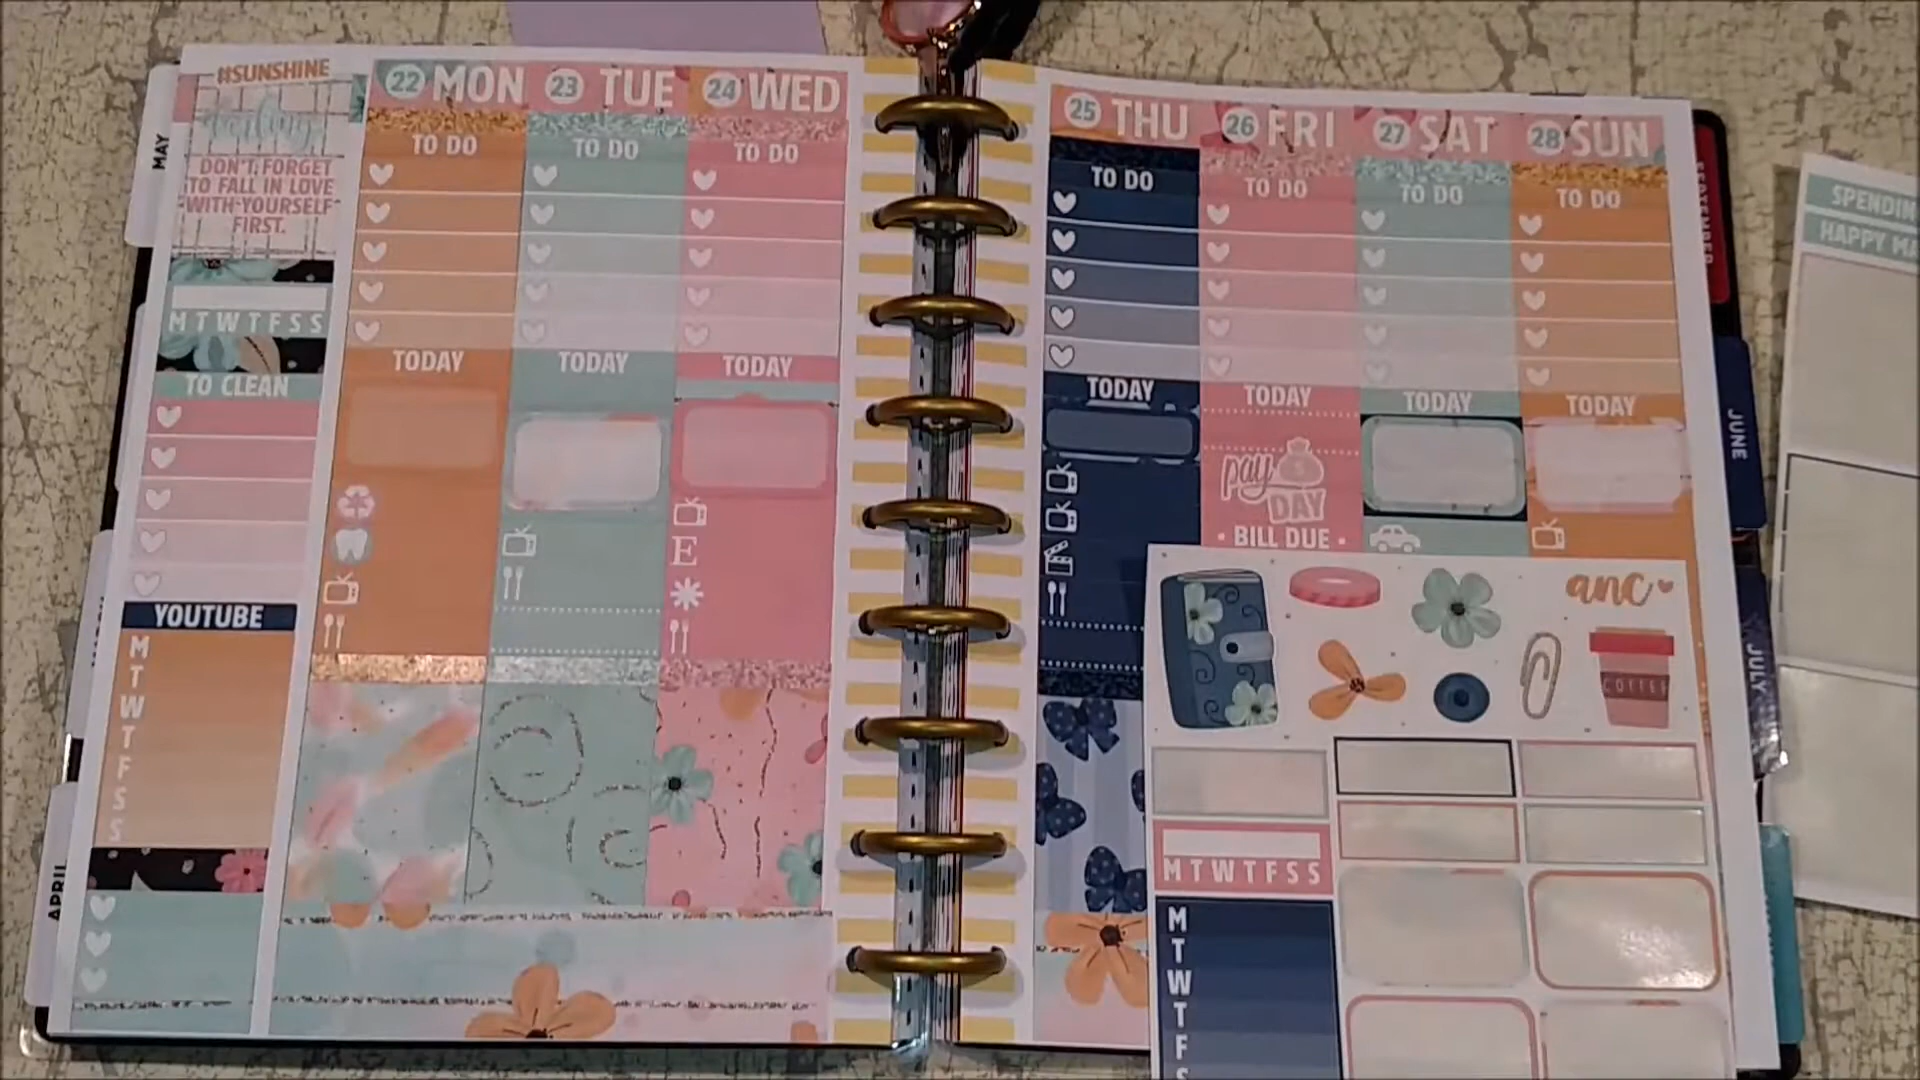 #SUNSHINE
today
DON'T FORGET
TO FALL IN LOVE
WITH YOURSELF
FIRST.
M T W T F S S
TO CLEAN
YOUTUBE
M
T
W
T
F
S
S
22 MON
TO DO
TODAY
23 TUE
TO DO
TODAY
24 WED
TO DO
TODAY
E
25 THU
TO DO
TODAY
26 FRI
TO DO
TODAY
pay
DAY
• BILL DUE •
27 SAT
TO DO
TODAY
28 SUN
TO DO
TODAY
anc
COFFEE
M T W T F S S
M
T
W
T
F
S
MAY
APRIL
SEPTEMBER
JUNE
JULY